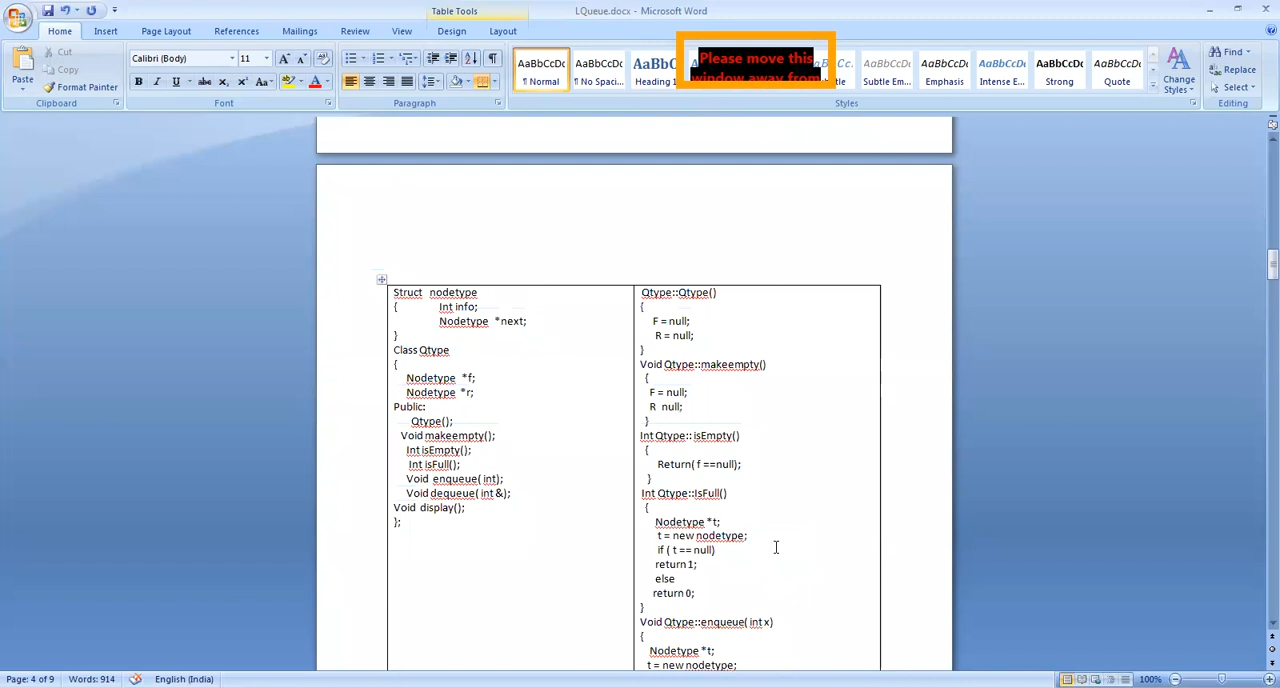 Table Tools
LQueue.docx - Microsoft Word
Home Insert Page Layout References Mailings Review View Design Layout
Paste
Cut
Copy
Format Painter
Clipboard
Calibri (Body) 11
Font
Paragraph
Please move this
window away from
AaBbCcDc ¶ Normal
AaBbCcDc ¶ No Spaci...
AaBbC Heading 1
Subtle Em...
AaBbCcDc Emphasis
AaBbCcDc Intense E...
AaBbCcDc Strong
AaBbCcDc Quote
Change Styles
Styles
Find
Replace
Select
Editing
Struct nodetype
{ Int info;
Nodetype *next;
}
Class Qtype
{
Nodetype *f;
Nodetype *r;
Public:
Qtype();
Void makeempty();
Int isEmpty();
Int isFull();
Void enqueue( int);
Void dequeue( int &);
Void display();
};
Qtype::Qtype()
{
F = null;
R = null;
}
Void Qtype::makeempty()
{
F = null;
R null;
}
Int Qtype:: isEmpty()
{
Return( f ==null);
}
Int Qtype::IsFull()
{
Nodetype *t;
t = new nodetype;
if ( t == null)
return 1;
else
return 0;
}
Void Qtype::enqueue( int x)
{
Nodetype *t;
t = new nodetype;
Page: 4 of 9 Words: 914 English (India) 100%